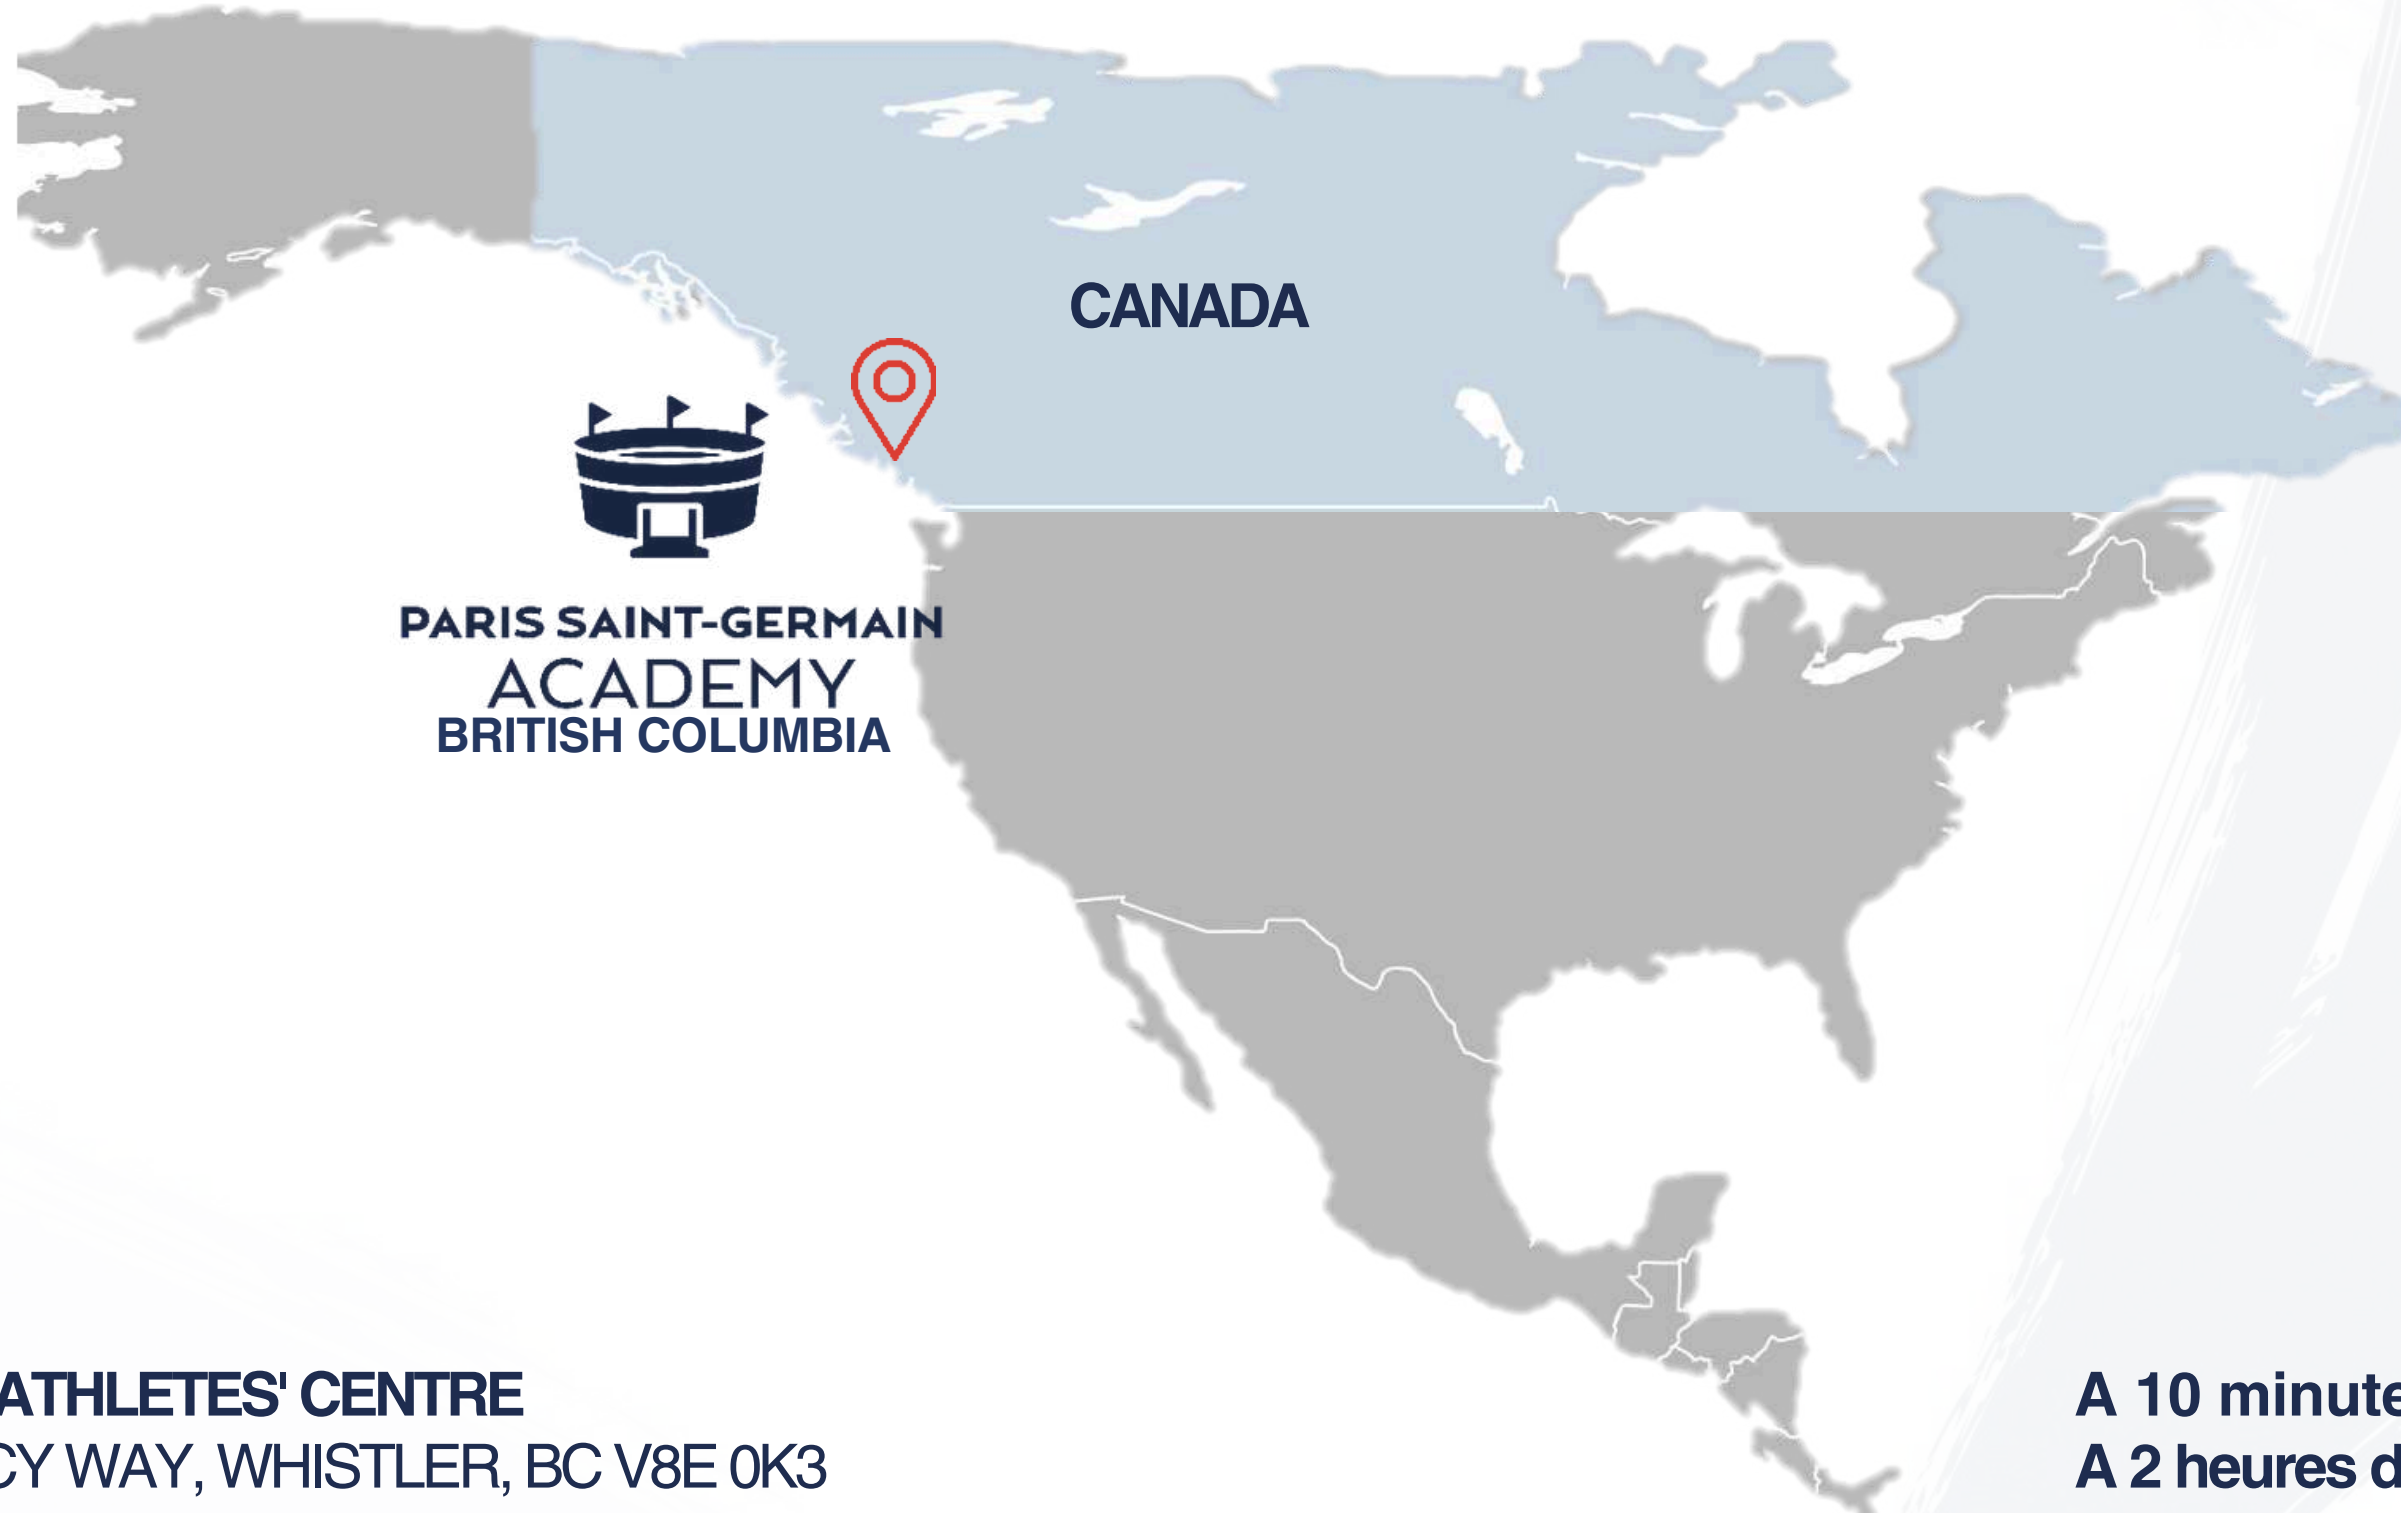 CANADA
PARIS SAINT-GERMAIN
ACADEMY
BRITISH COLUMBIA
ATHLETES' CENTRE
CY WAY, WHISTLER, BC V8E 0K3
A 10 minute
A 2 heures d